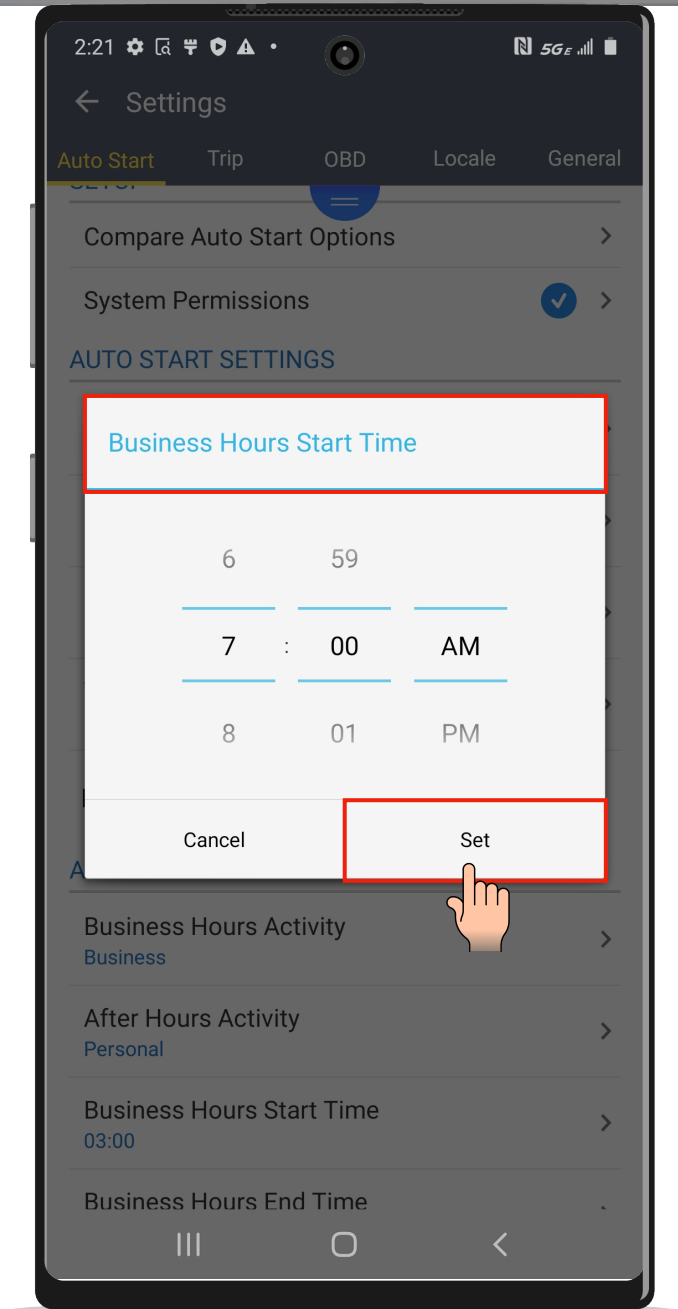 2:21
5GE
Settings
Auto Start Trip OBD Locale General
Compare Auto Start Options
System Permissions
AUTO START SETTINGS
Business Hours Start Time
6 59
7 : 00 AM
8 01 PM
Cancel Set
A
Business Hours Activity
Business
After Hours Activity
Personal
Business Hours Start Time
03:00
Business Hours End Time